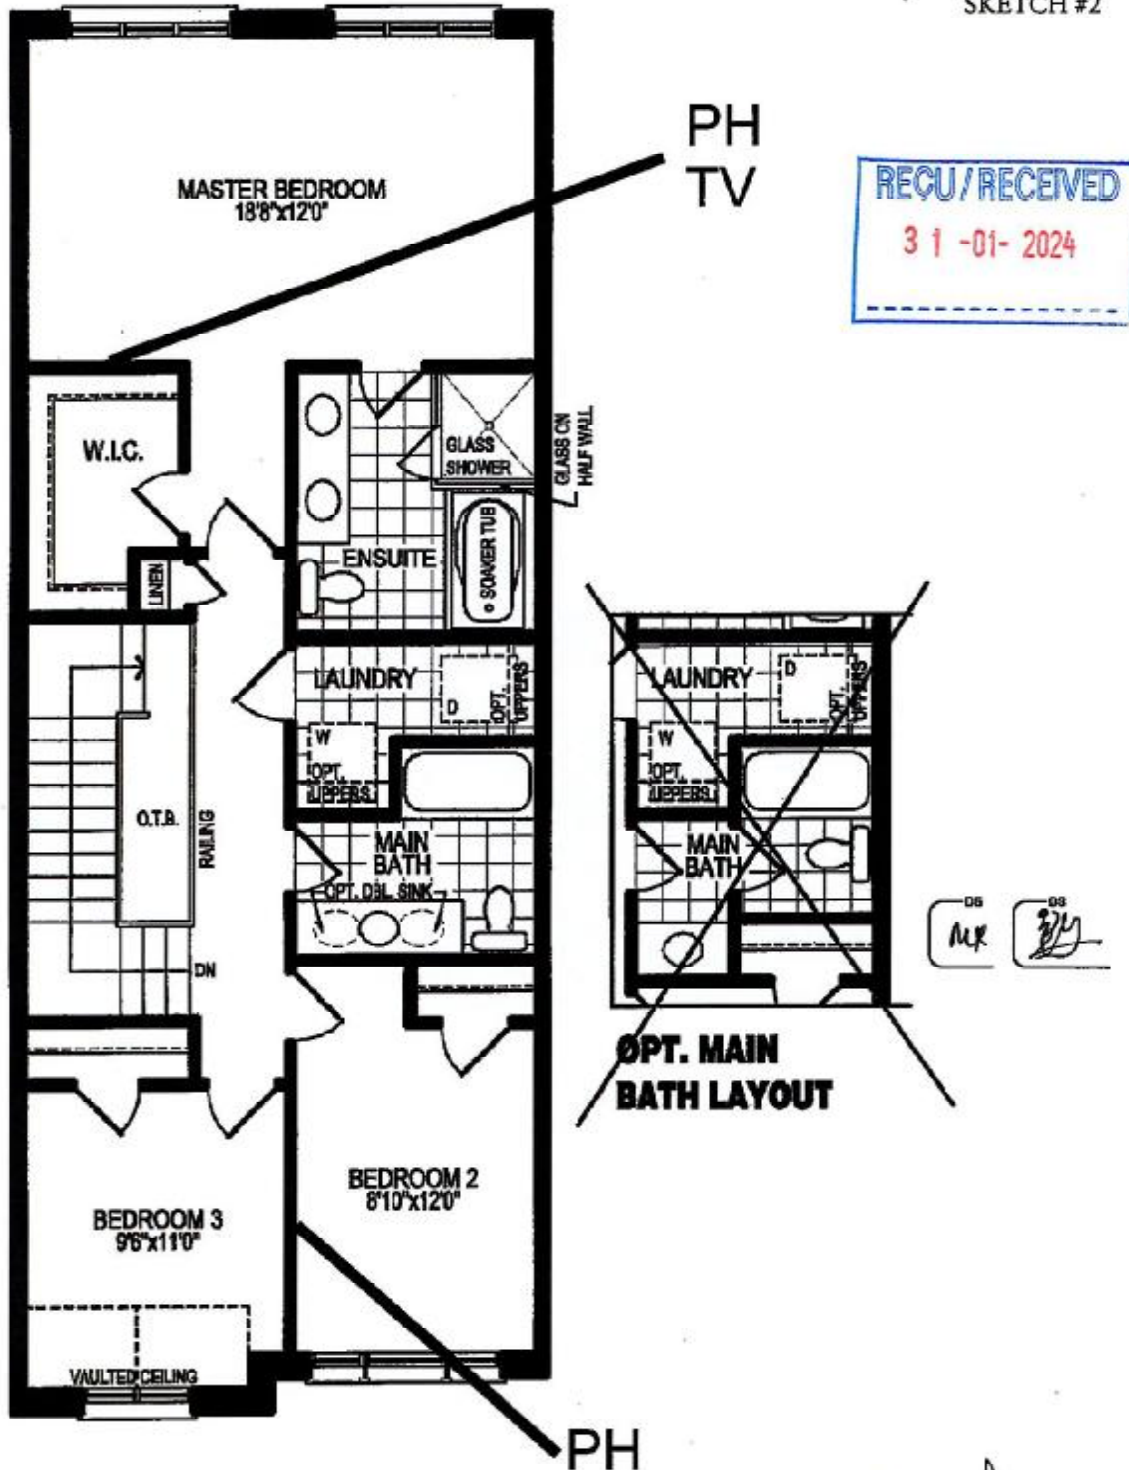 SKETCH #2
PH
TV
REÇU / RECEIVED
31 -01- 2024
MASTER BEDROOM
18'8"x12'0"
W.I.C.
GLASS
SHOWER
GLASS ON
HALF WALL
SOAKER TUB
ENSUITE
LINEN
LAUNDRY
D
OPT.
UPPERS
W
OPT.
UPPERS
O.T.B.
RAILING
MAIN
BATH
OPT. DBL. SINK
DN
LAUNDRY
D
OPT.
UPPERS
W
OPT.
UPPERS
MAIN
BATH
DS
DS
OPT. MAIN
BATH LAYOUT
BEDROOM 2
8'10"x12'0"
BEDROOM 3
9'6"x11'0"
VAULTED CEILING
PH